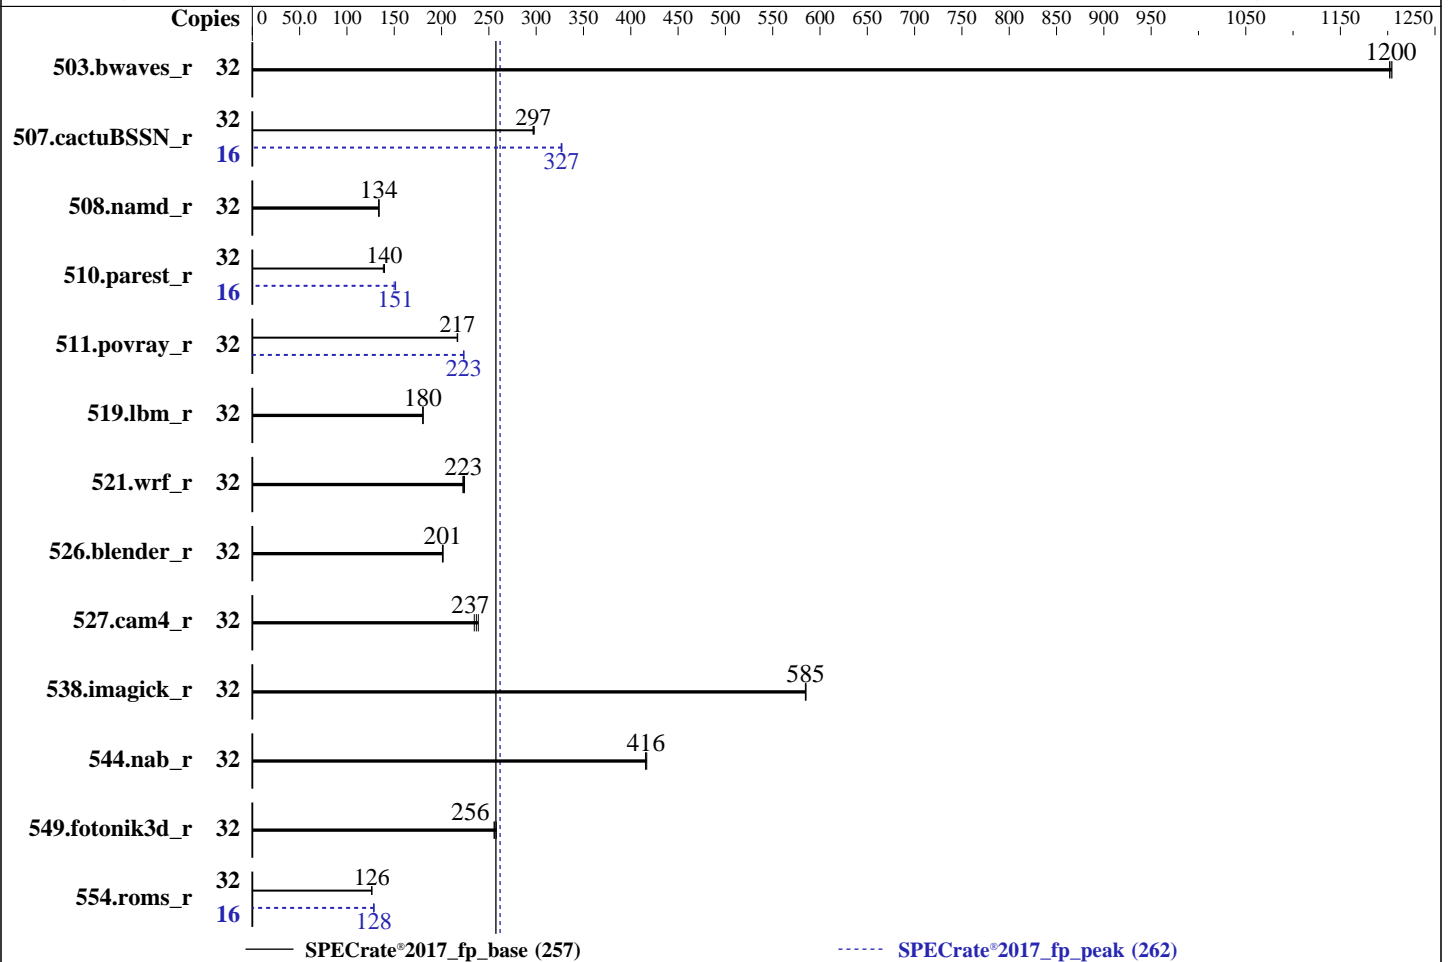 Copies 0 50.0 100 150 200 250 300 350 400 450 500 550 600 650 700 750 800 850 900 950 1050 1150 1250
503.bwaves_r 32 1200
507.cactuBSSN_r 32 297
16 327
508.namd_r 32 134
510.parest_r 32 140
16 151
511.povray_r 32 217
223
519.lbm_r 32 180
521.wrf_r 32 223
526.blender_r 32 201
527.cam4_r 32 237
538.imagick_r 32 585
544.nab_r 32 416
549.fotonik3d_r 32 256
554.roms_r 32 126
16 128
SPECrate®2017_fp_base (257) SPECrate®2017_fp_peak (262)